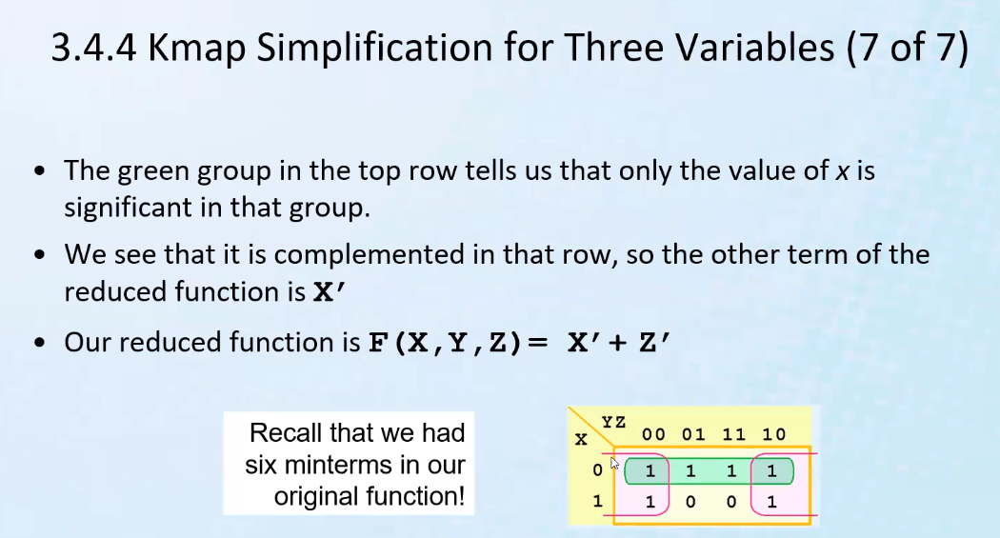 3.4.4 Kmap Simplification for Three Variables (7 of 7)
• The green group in the top row tells us that only the value of x is
significant in that group.
• We see that it is complemented in that row, so the other term of the
reduced function is X′
• Our reduced function is F(X,Y,Z)= X′+ Z′
Recall that we had
six minterms in our
original function!
YZ
X 00 01 11 10
0 1 1 1 1
1 1 0 0 1